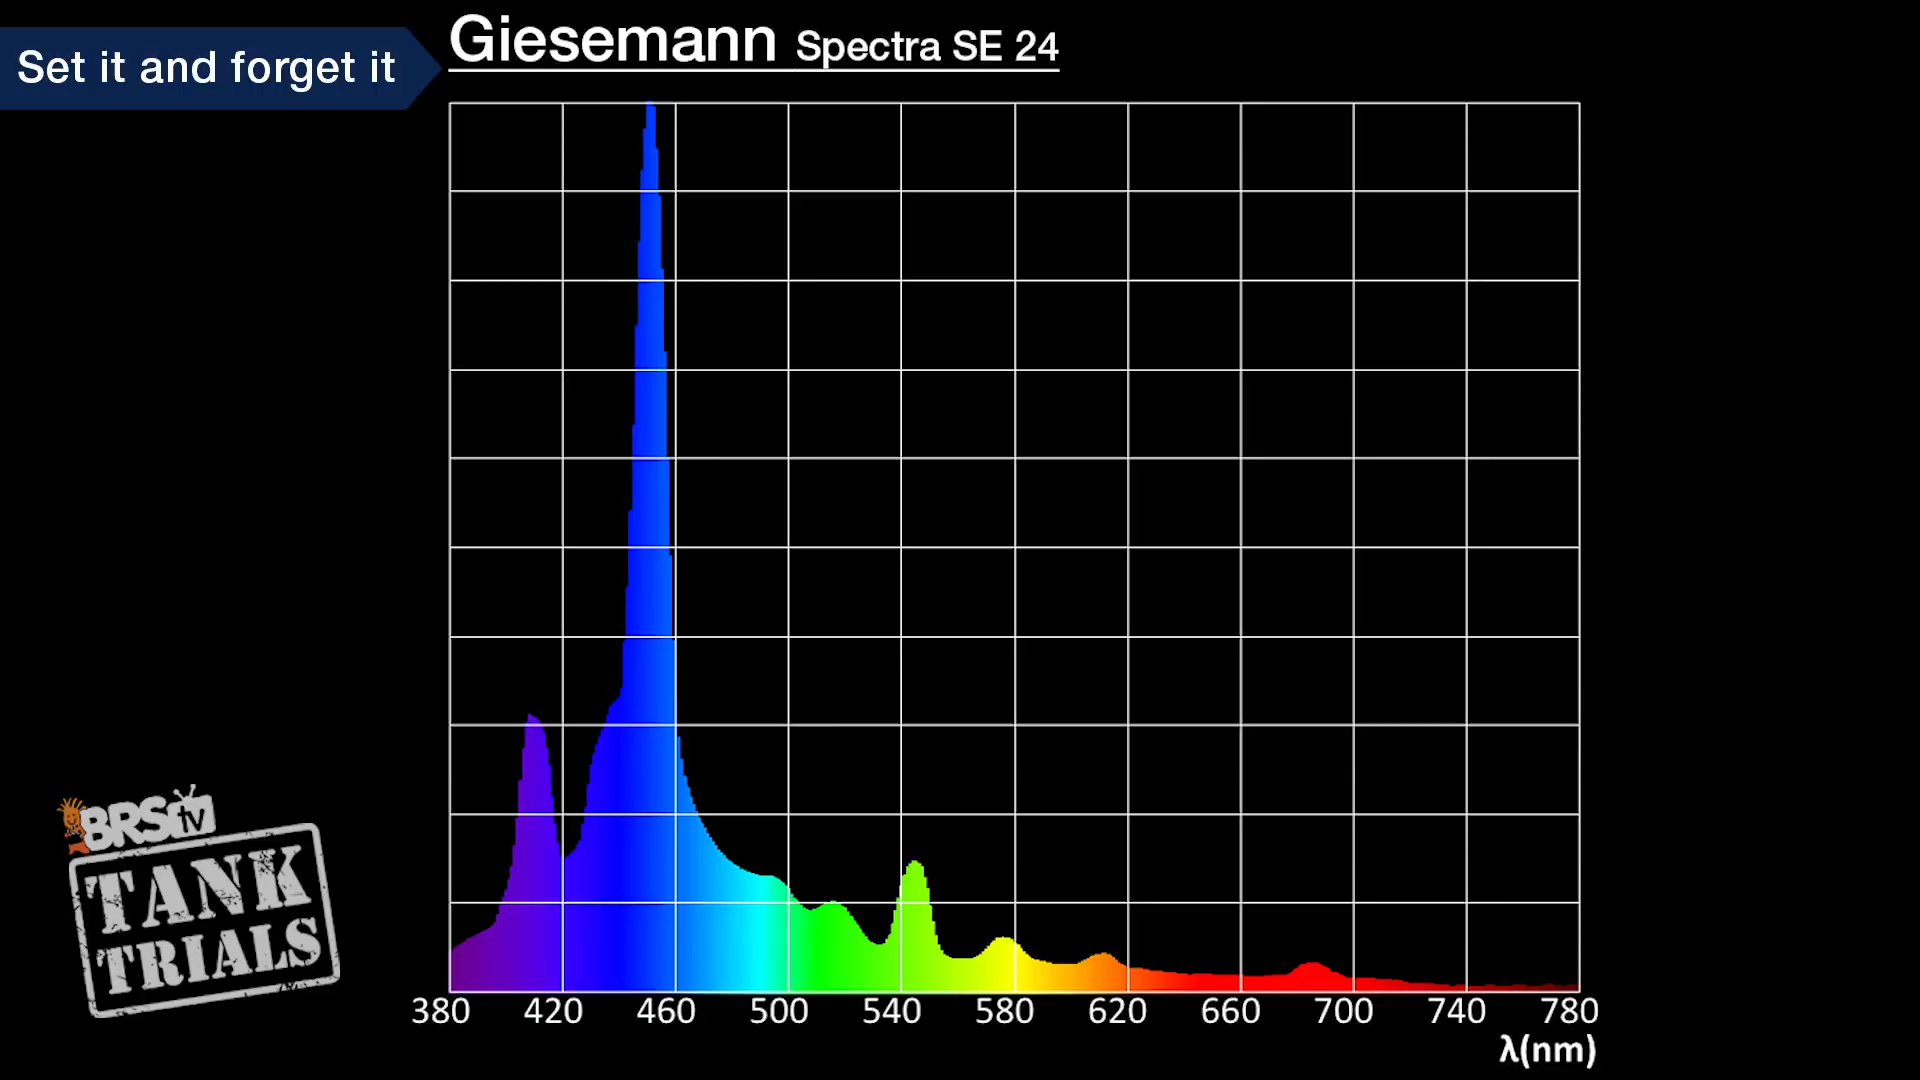 Set it and forget it
Giesemann Spectra SE 24
380 420 460 500 540 580 620 660 700 740 780
λ(nm)
BRStv
TANK
TRIALS